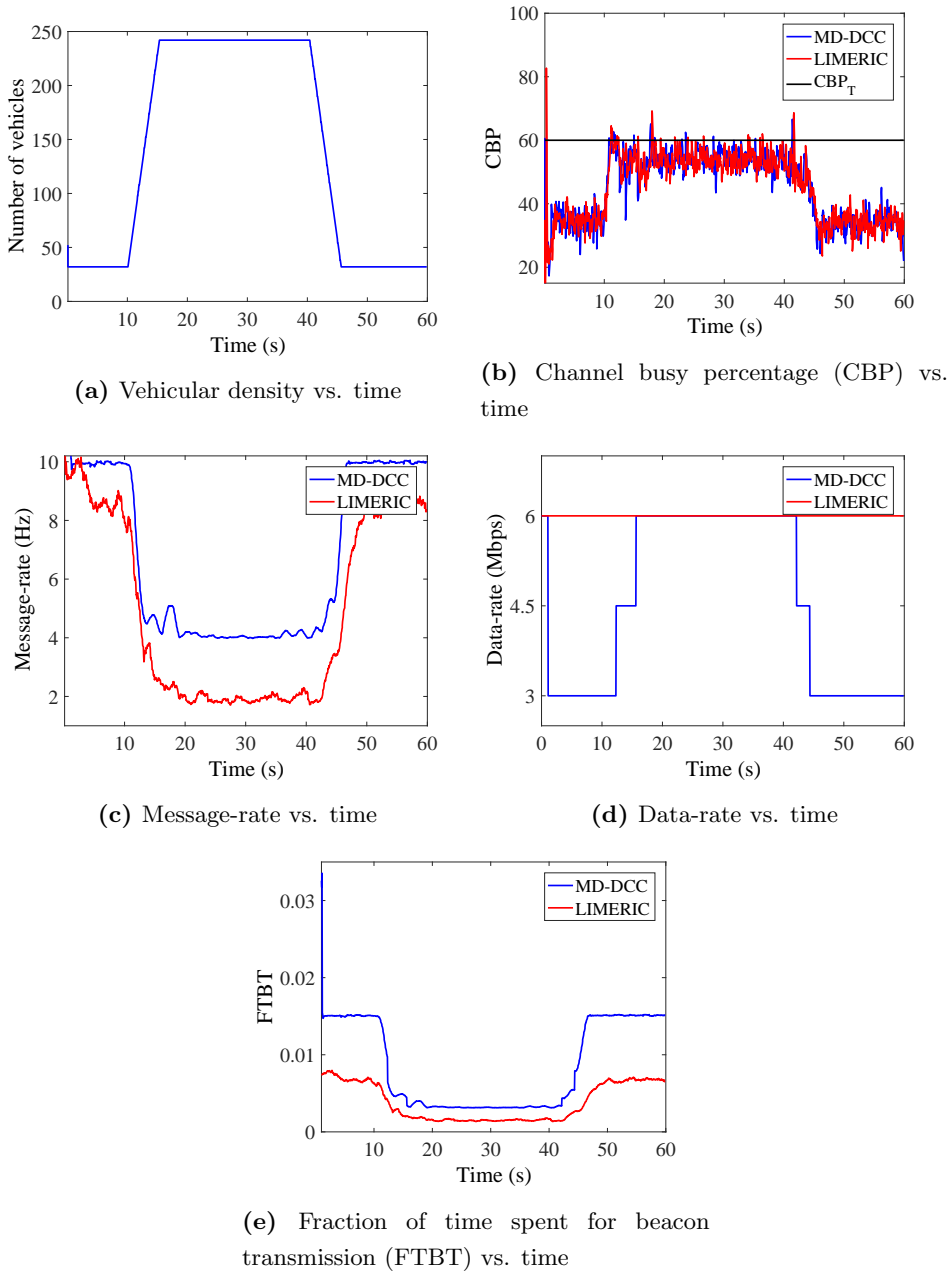 250
200
150
100
50
0
Number of vehicles
10 20 30 40 50 60
Time (s)
(a) Vehicular density vs. time
100
80
60
40
20
CBP
MD-DCC
LIMERIC
CBP_T
10 20 30 40 50 60
Time (s)
(b) Channel busy percentage (CBP) vs.
time
10
8
6
4
2
Message-rate (Hz)
MD-DCC
LIMERIC
10 20 30 40 50 60
Time (s)
(c) Message-rate vs. time
6
4.5
3
Data-rate (Mbps)
MD-DCC
LIMERIC
0 10 20 30 40 50 60
Time (s)
(d) Data-rate vs. time
0.03
0.02
0.01
0
FTBT
MD-DCC
LIMERIC
10 20 30 40 50 60
Time (s)
(e) Fraction of time spent for beacon
transmission (FTBT) vs. time